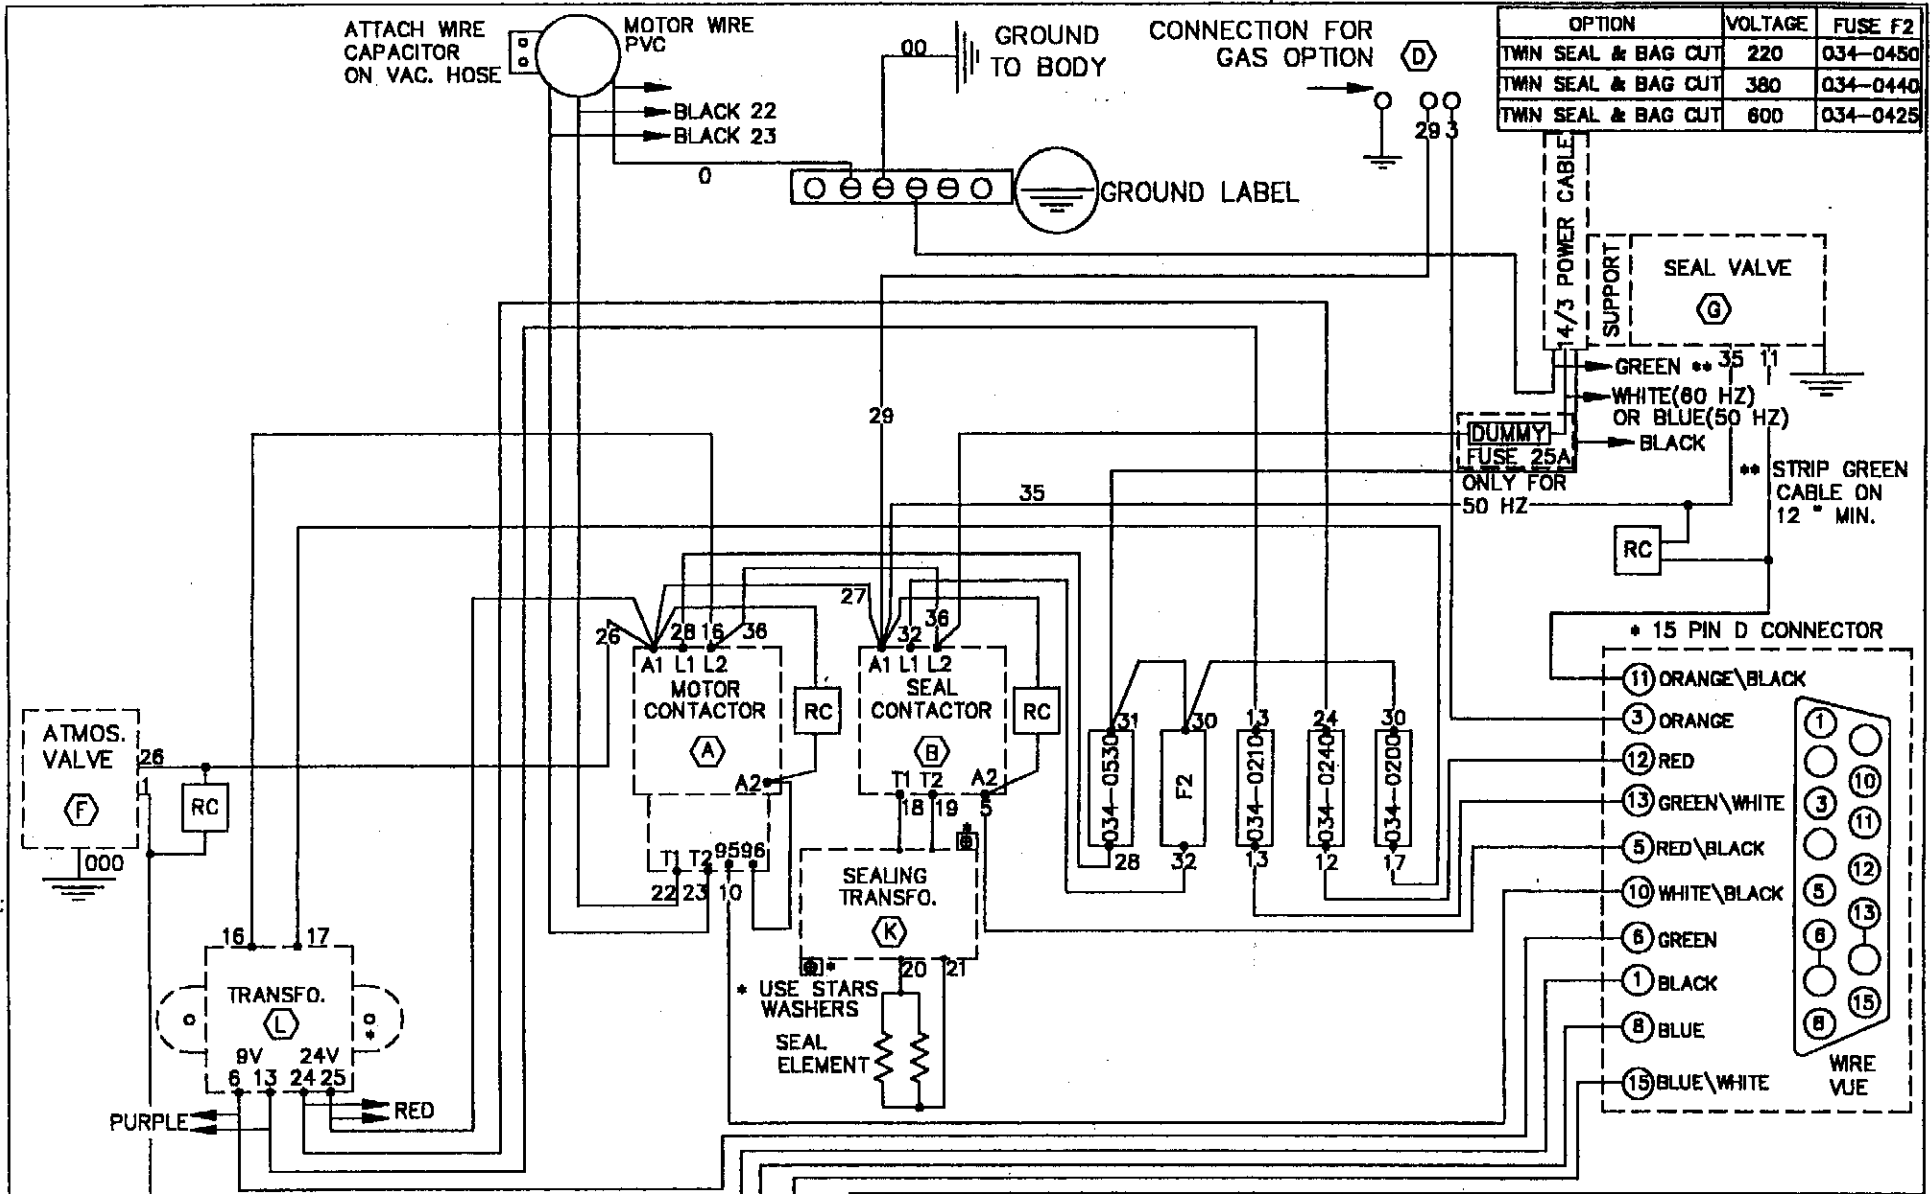 ATTACH WIRE
CAPACITOR
ON VAC. HOSE
MOTOR WIRE
PVC
BLACK 22
BLACK 23
0
00
GROUND
TO BODY
CONNECTION FOR
GAS OPTION
D
29 3
GROUND LABEL
OPTION VOLTAGE FUSE F2
TWIN SEAL & BAG CUT 220 034-0450
TWIN SEAL & BAG CUT 380 034-0440
TWIN SEAL & BAG CUT 600 034-0425
14/3 POWER CABLE
SUPPORT
SEAL VALVE
G
GREEN ** 35 11
WHITE(60 HZ)
OR BLUE(50 HZ)
BLACK
DUMMY
FUSE 25A
ONLY FOR
50 HZ
** STRIP GREEN
CABLE ON
12 " MIN.
RC
29
35
27
26 28 16 36
A1 L1 L2
MOTOR
CONTACTOR
A
A2
RC
T1 T2 95 96
22 23 10
32 36
A1 L1 L2
SEAL
CONTACTOR
B
RC
T1 T2 A2
18 19 5
*
SEALING
TRANSFO.
K
*
20 21
* USE STARS
WASHERS
SEAL
ELEMENT
31 30 13 24 30
034-0530
F2
034-0210
034-0240
034-0200
28 32 13 12 17
ATMOS.
VALVE
F
26
1
RC
000
16 17
TRANSFO.
L
*
9V 24V
6 13 24 25
PURPLE
RED
* 15 PIN D CONNECTOR
11 ORANGE\BLACK
3 ORANGE
12 RED
13 GREEN\WHITE
5 RED\BLACK
10 WHITE\BLACK
6 GREEN
1 BLACK
8 BLUE
15 BLUE\WHITE
1
10
3
11
12
5
13
6
15
8
WIRE
VUE